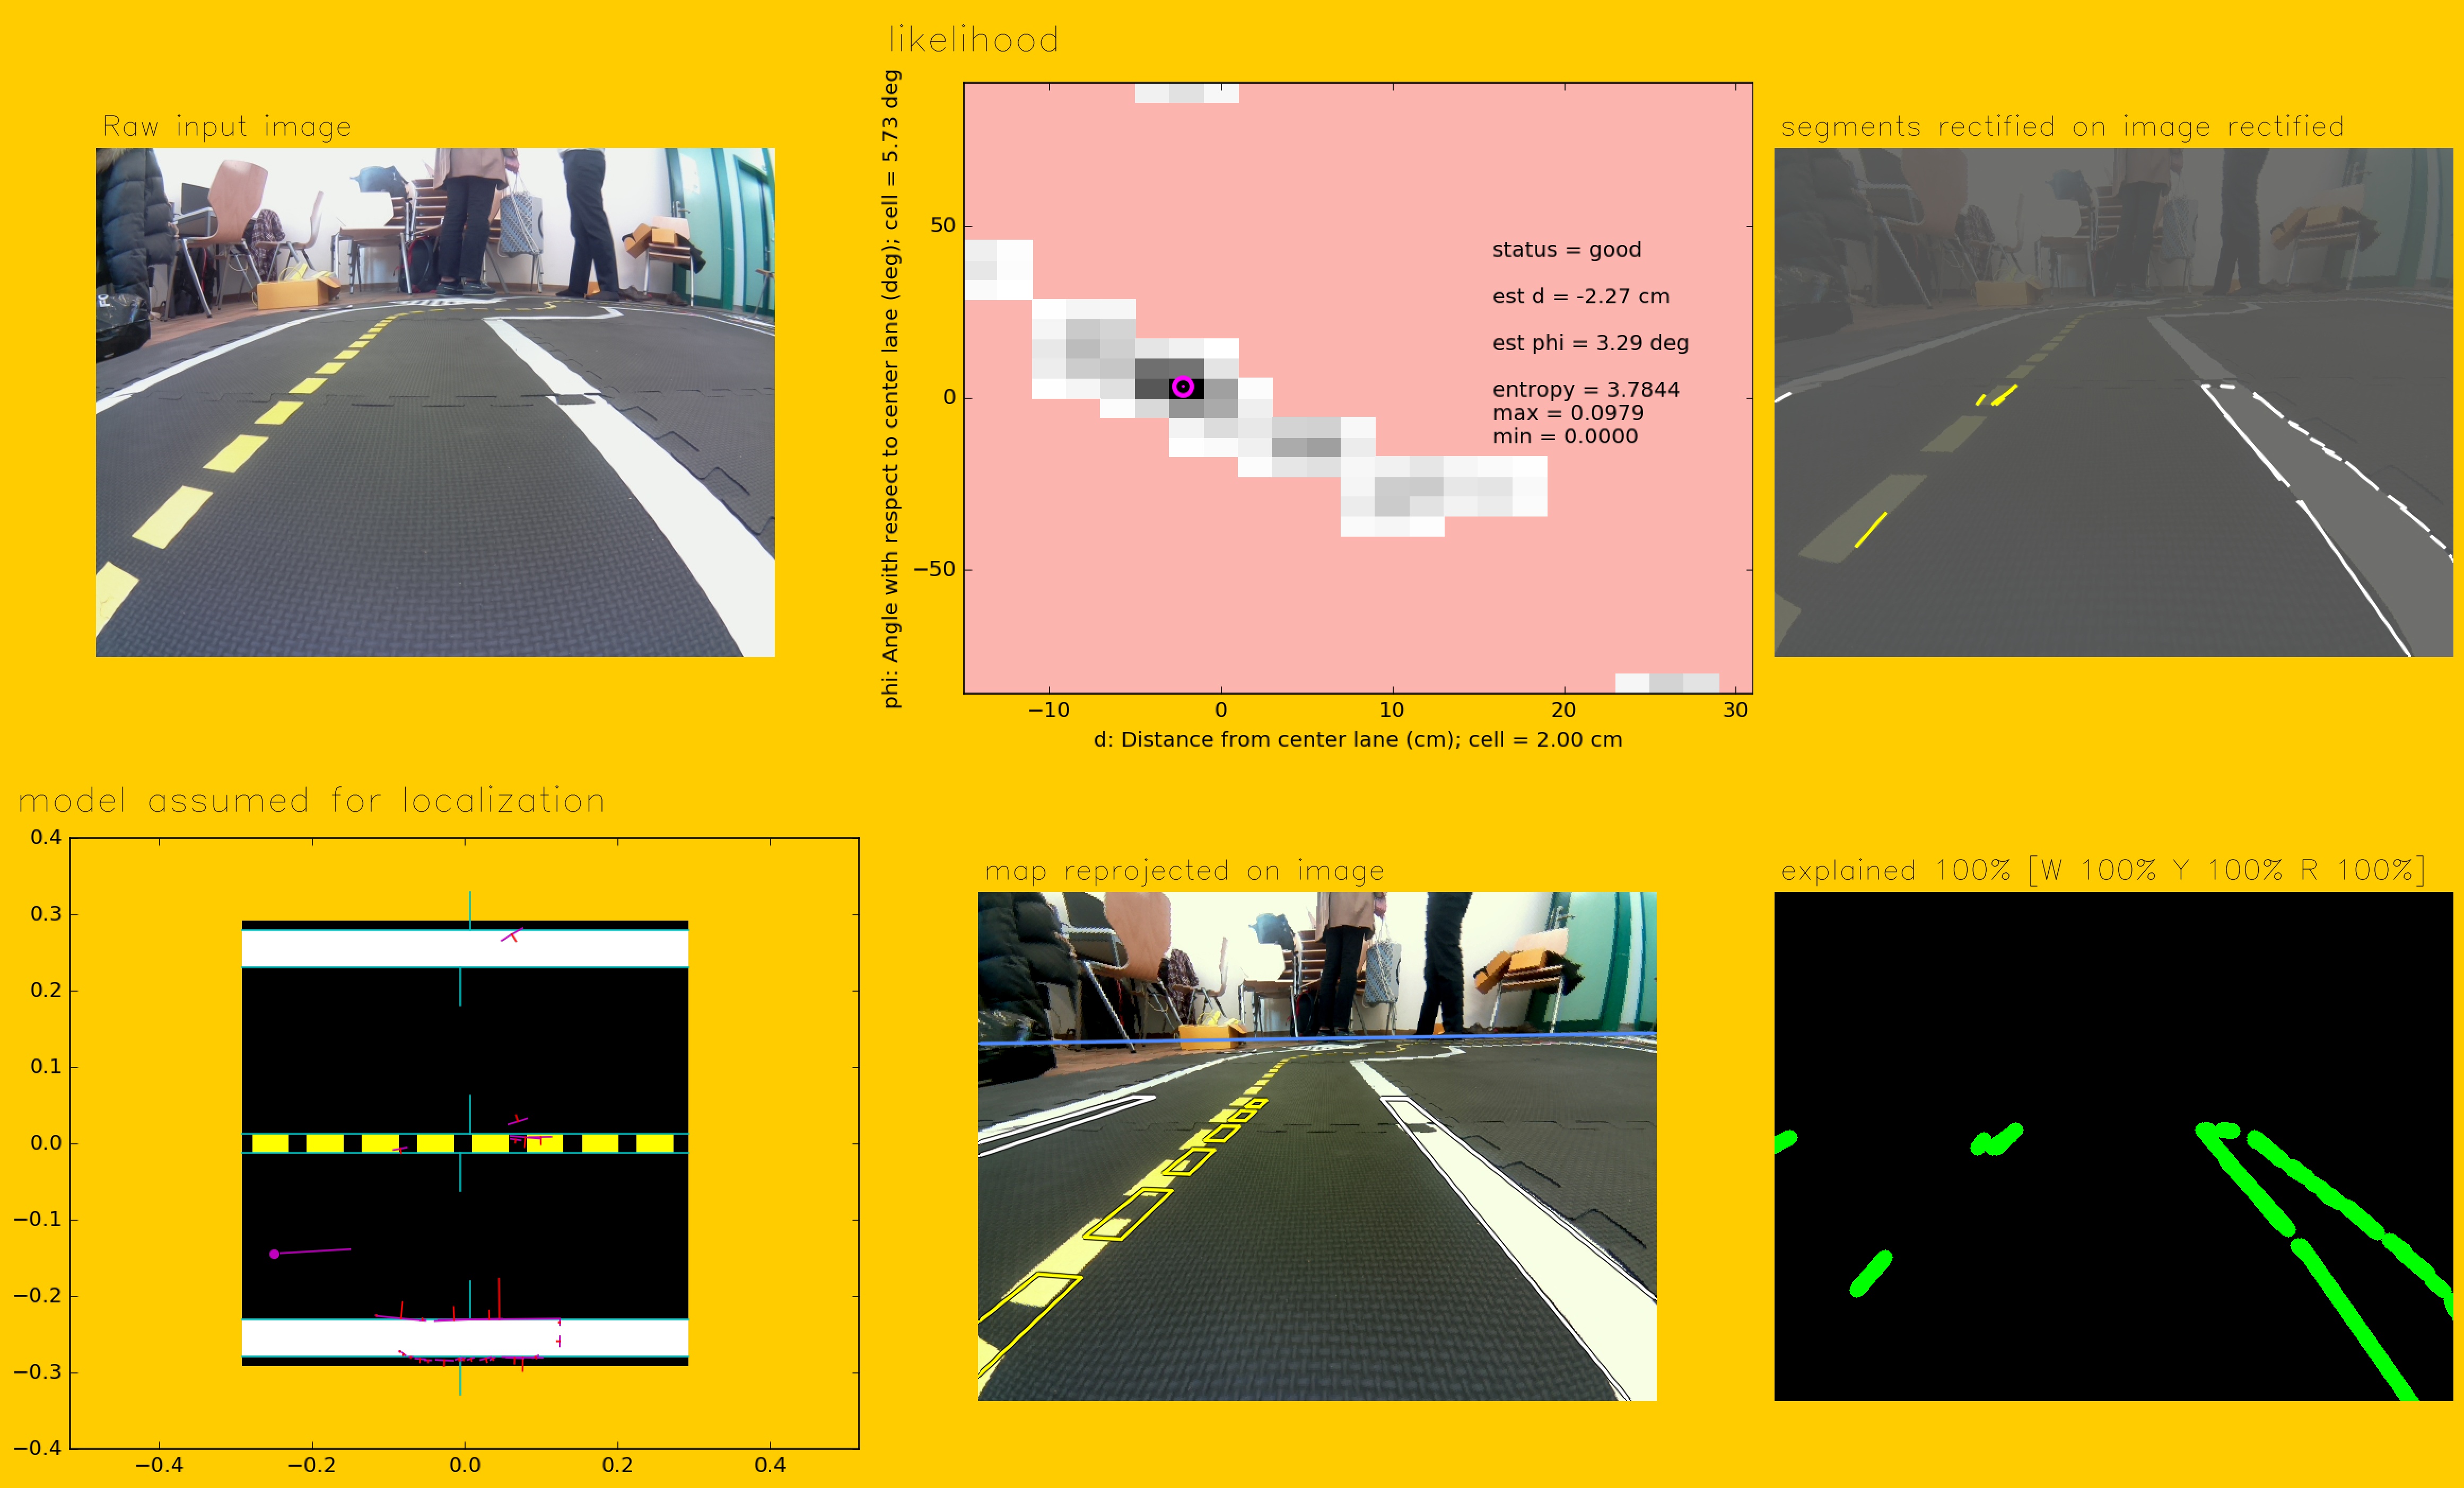 likelihood
Raw input image
segments rectified on image rectified
phi: Angle with respect to center lane (deg); cell = 5.73 deg
50
0
−50
status = good
est d = -2.27 cm
est phi = 3.29 deg
entropy = 3.7844
max = 0.0979
min = 0.0000
−10
0
10
20
30
d: Distance from center lane (cm); cell = 2.00 cm
model assumed for localization
0.4
0.3
0.2
0.1
0.0
−0.1
−0.2
−0.3
−0.4
−0.4
−0.2
0.0
0.2
0.4
map reprojected on image
explained 100% [W 100% Y 100% R 100%]